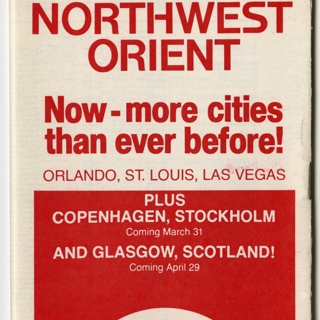 NORTHWEST
ORIENT
Now-more cities
than ever before!
ORLANDO, ST. LOUIS, LAS VEGAS
PLUS
COPENHAGEN, STOCKHOLM
Coming March 31
AND GLASGOW, SCOTLAND!
Coming April 29